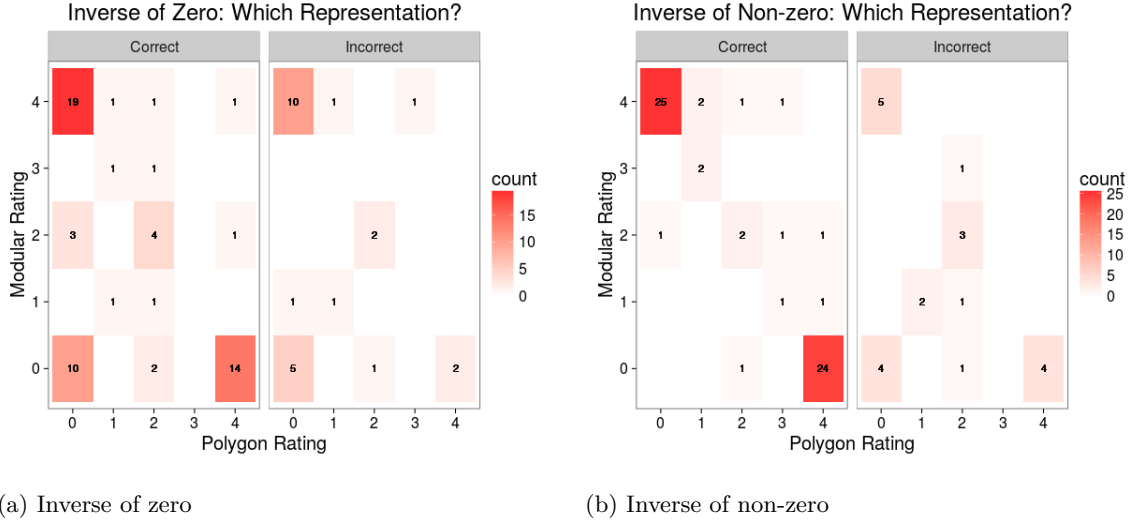 Inverse of Zero: Which Representation?
Correct
Incorrect
4
3
2
1
0
Modular Rating
19 1 1 1
1 1
3 4 1
1 1
10 2 14
10 1 1
2
1 1
5 1 2
0 1 2 3 4
0 1 2 3 4
Polygon Rating
count
15
10
5
0
(a) Inverse of zero
Inverse of Non-zero: Which Representation?
Correct
Incorrect
4
3
2
1
0
Modular Rating
25 2 1 1
2
1 2 1 1
1 1
1 24
5
1
3
2 1
4 1 4
0 1 2 3 4
0 1 2 3 4
Polygon Rating
count
25
20
15
10
5
0
(b) Inverse of non-zero